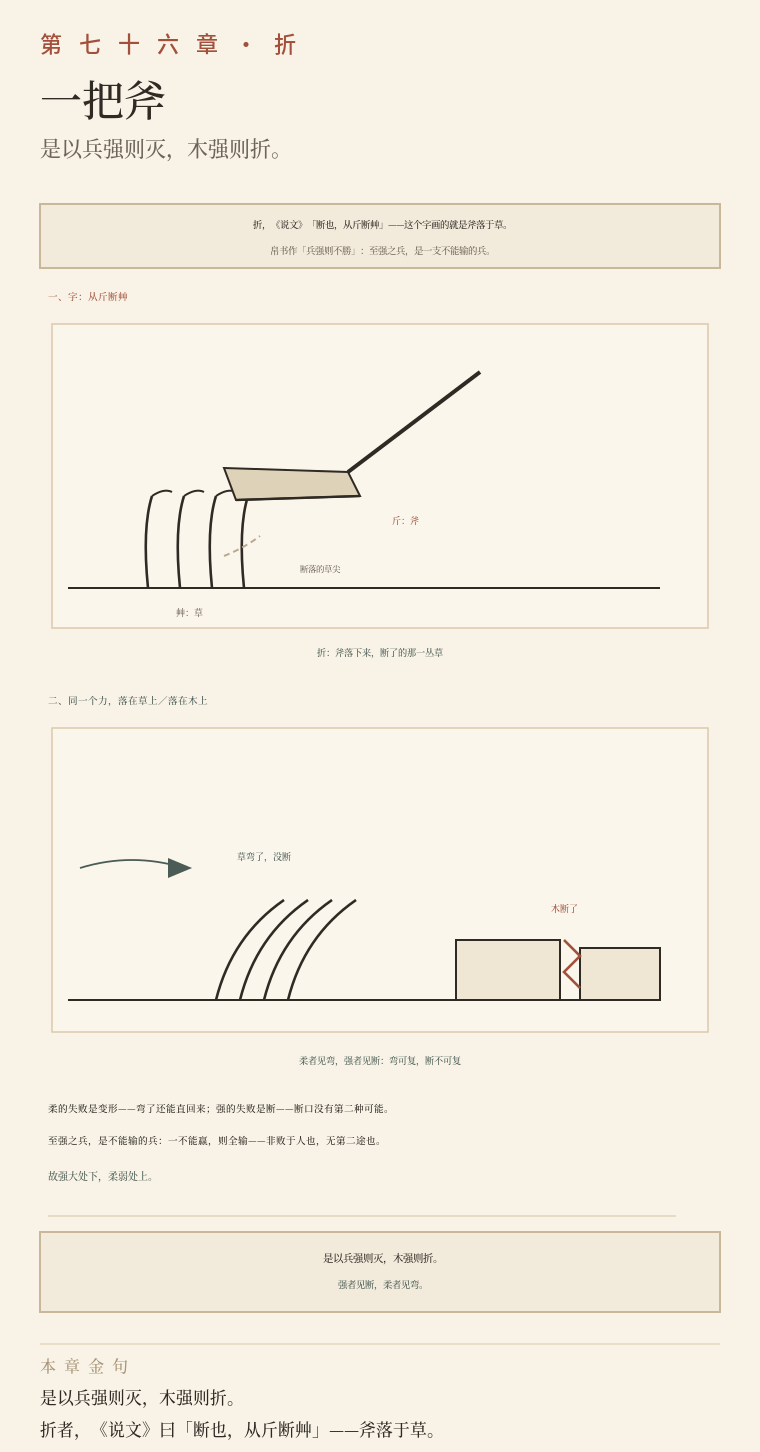 第七十六章·折
一把斧
是以兵强则灭，木强则折。
折，《说文》「断也，从斤断艸」——这个字画的就是斧落于草。
帛书作「兵强则不勝」：至强之兵，是一支不能输的兵。
一、字：从斤断艸
斤：斧
断落的草尖
艸：草
折：斧落下来，断了的那一丛草
二、同一个力，落在草上／落在木上
草弯了，没断
木断了
柔者见弯，强者见断：弯可复，断不可复
柔的失败是变形——弯了还能直回来；强的失败是断——断口没有第二种可能。
至强之兵，是不能输的兵：一不能赢，则全输——非败于人也，无第二途也。
故强大处下，柔弱处上。
是以兵强则灭，木强则折。
强者见断，柔者见弯。
本章金句
是以兵强则灭，木强则折。
折者，《说文》曰「断也，从斤断艸」——斧落于草。